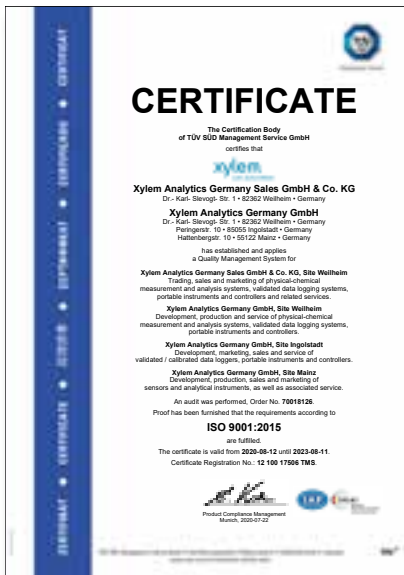 CERTIFICATE
The Certification Body
of TÜV SÜD Management Service GmbH
certifies that
xylem
Xylem Analytics Germany Sales GmbH & Co. KG
Dr.- Karl- Slevogt- Str. 1 • 82362 Weilheim • Germany
Xylem Analytics Germany GmbH
Dr.- Karl- Slevogt- Str. 1 • 82362 Weilheim • Germany
Peringerstr. 10 • 85055 Ingolstadt • Germany
Hattenbergstr. 10 • 55122 Mainz • Germany
has established and applies
a Quality Management System for
Xylem Analytics Germany Sales GmbH & Co. KG, Site Weilheim
Trading, sales and marketing of physical-chemical
measurement and analysis systems, validated data logging systems,
portable instruments and controllers and related services.
Xylem Analytics Germany GmbH, Site Weilheim
Development, production and service of physical-chemical
measurement and analysis systems, validated data logging systems,
portable instruments and controllers.
Xylem Analytics Germany GmbH, Site Ingolstadt
Development, marketing, sales and service of
validated / calibrated data loggers, portable instruments and controllers.
Xylem Analytics Germany GmbH, Site Mainz
Development, production, sales and marketing of
sensors and analytical instruments, as well as associated service.
An audit was performed, Order No. 70018126.
Proof has been furnished that the requirements according to
ISO 9001:2015
are fulfilled.
The certificate is valid from 2020-08-12 until 2023-08-11.
Certificate Registration No.: 12 100 17506 TMS.
Product Compliance Management
Munich, 2020-07-22
IAF
ZERTIFIKAT ◆ CERTIFICATE ◆
◆ CERTIFICADO ◆ CERTIFICAT